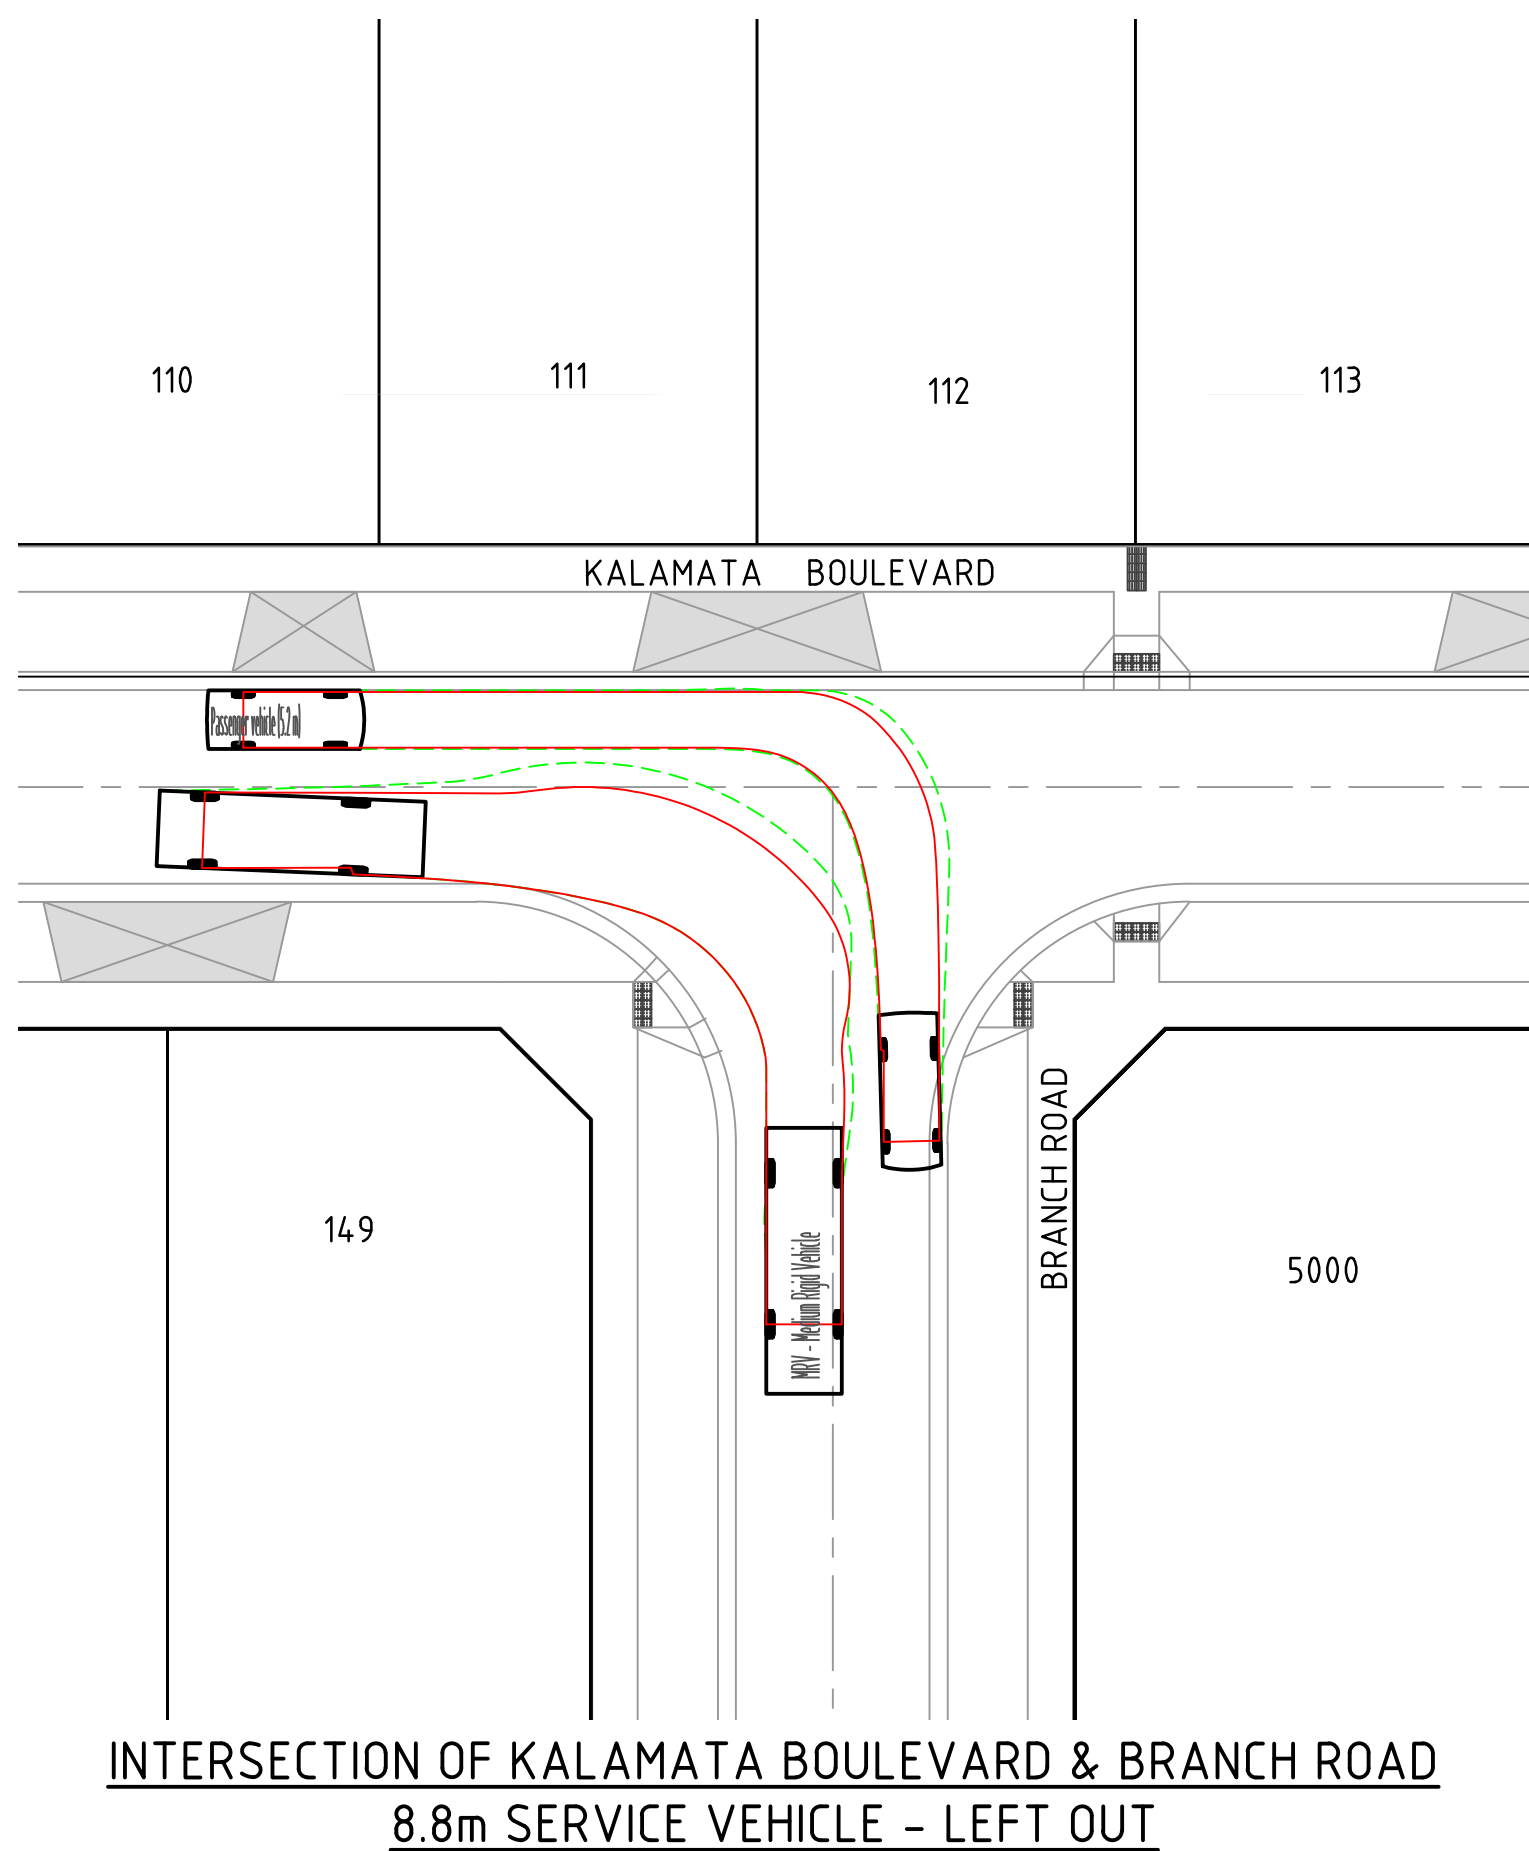 110
111
112
113
KALAMATA BOULEVARD
Passenger vehicle (5.2 m)
BRANCH ROAD
149
MRV - Medium Rigid Vehicle
5000
INTERSECTION OF KALAMATA BOULEVARD & BRANCH ROAD
8.8m SERVICE VEHICLE - LEFT OUT